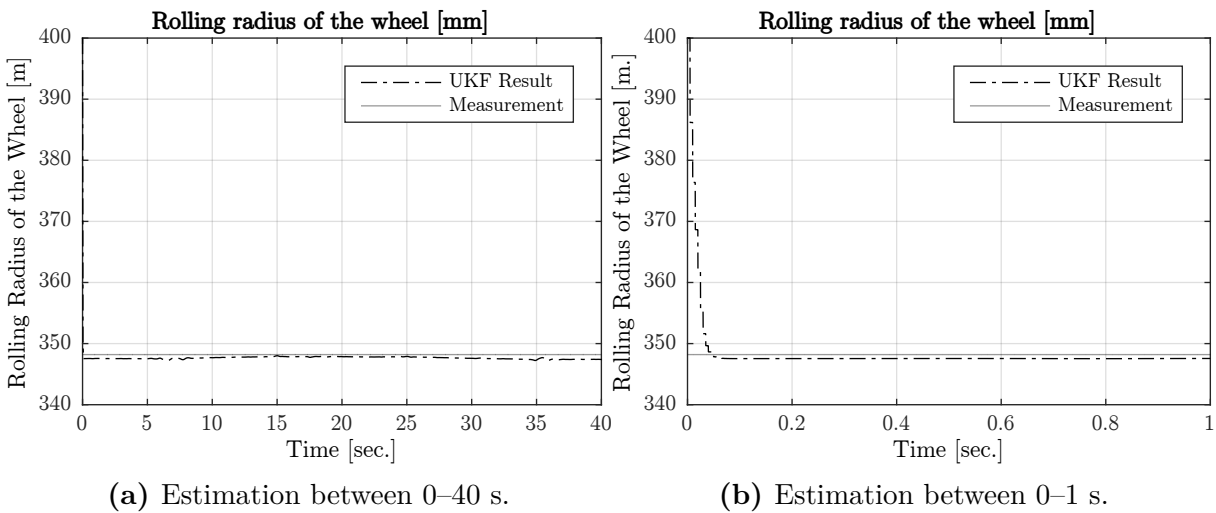 Rolling radius of the wheel [mm]
400
390
380
370
360
350
340
Rolling Radius of the Wheel [m]
UKF Result
Measurement
0 5 10 15 20 25 30 35 40
Time [sec.]
(a) Estimation between 0–40 s.
Rolling radius of the wheel [mm]
400
390
380
370
360
350
340
Rolling Radius of the Wheel [m.]
UKF Result
Measurement
0 0.2 0.4 0.6 0.8 1
Time [sec.]
(b) Estimation between 0–1 s.